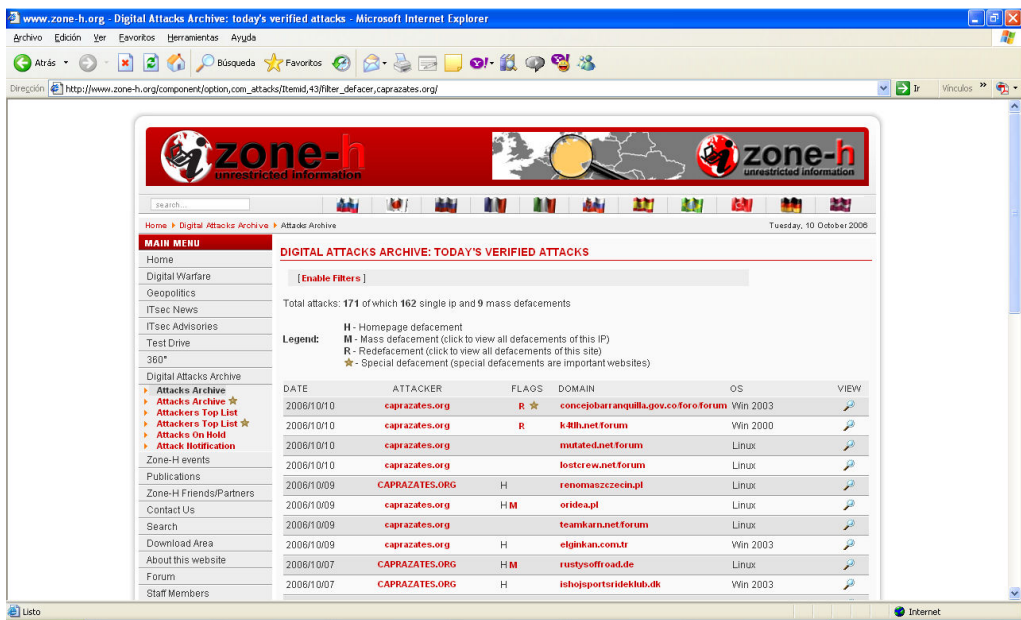 www.zone-h.org - Digital Attacks Archive: today's verified attacks - Microsoft Internet Explorer
Archivo Edición Ver Favoritos Herramientas Ayuda
Atrás Búsqueda Favoritos
Dirección http://www.zone-h.org/component/option,com_attacks/Itemid,43/filter_defacer,caprazates.org/ Ir Vínculos »
zone-h
unrestricted information
zone-h
unrestricted information
search...
Home Digital Attacks Archive Attacks Archive Tuesday, 10 October 2006
MAIN MENU
Home
Digital Warfare
Geopolitics
ITsec News
ITsec Advisories
Test Drive
360°
Digital Attacks Archive
Attacks Archive
Attacks Archive
Attackers Top List
Attackers Top List
Attacks On Hold
Attack Notification
Zone-H events
Publications
Zone-H Friends/Partners
Contact Us
Search
Download Area
About this website
Forum
Staff Members
DIGITAL ATTACKS ARCHIVE: TODAY'S VERIFIED ATTACKS
[ Enable Filters ]
Total attacks: 171 of which 162 single ip and 9 mass defacements
Legend:
H - Homepage defacement
M - Mass defacement (click to view all defacements of this IP)
R - Redefacement (click to view all defacements of this site)
- Special defacement (special defacements are important websites)
DATE ATTACKER FLAGS DOMAIN OS VIEW
2006/10/10 caprazates.org R concejobarranquilla.gov.co/foro/forum Win 2003
2006/10/10 caprazates.org R k4tlh.net/forum Win 2000
2006/10/10 caprazates.org mutated.net/forum Linux
2006/10/10 caprazates.org lostcrew.net/forum Linux
2006/10/09 CAPRAZATES.ORG H renomaszczecin.pl Linux
2006/10/09 caprazates.org H M oridea.pl Linux
2006/10/09 caprazates.org teamkarn.net/forum Linux
2006/10/09 caprazates.org H elginkan.com.tr Win 2003
2006/10/07 CAPRAZATES.ORG H M rustysoffroad.de Linux
2006/10/07 CAPRAZATES.ORG H ishojsportsrideklub.dk Win 2003
Listo Internet